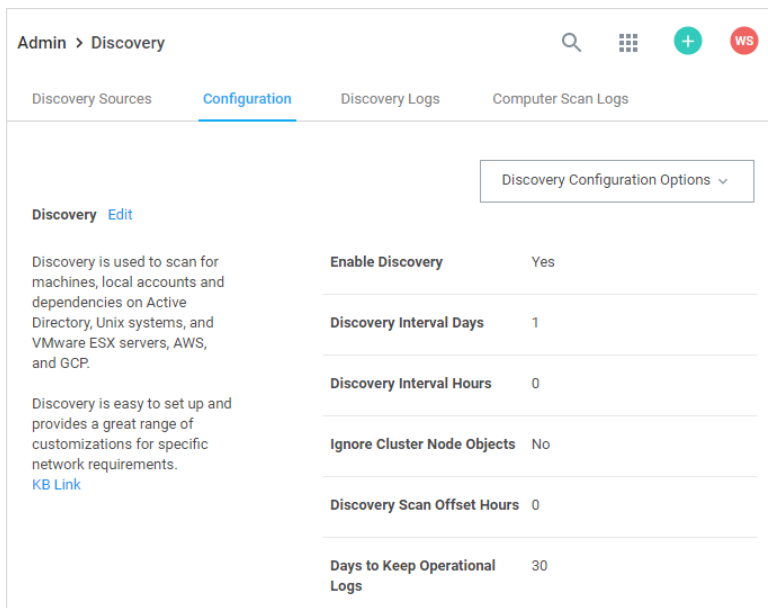 Admin > Discovery
WS
Discovery Sources Configuration Discovery Logs Computer Scan Logs
Discovery Configuration Options
Discovery Edit
Discovery is used to scan for
machines, local accounts and
dependencies on Active
Directory, Unix systems, and
VMware ESX servers, AWS,
and GCP.
Discovery is easy to set up and
provides a great range of
customizations for specific
network requirements.
KB Link
Enable Discovery Yes
Discovery Interval Days 1
Discovery Interval Hours 0
Ignore Cluster Node Objects No
Discovery Scan Offset Hours 0
Days to Keep Operational 30
Logs